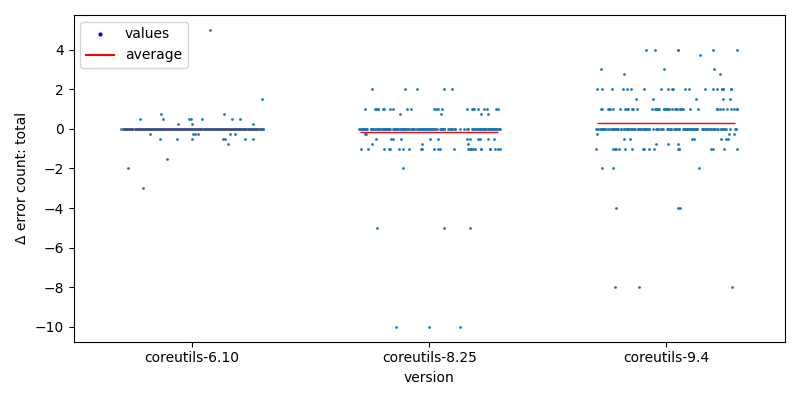 values
average
4
2
0
−2
−4
−6
−8
−10
Δ error count: total
coreutils-6.10
coreutils-8.25
coreutils-9.4
version